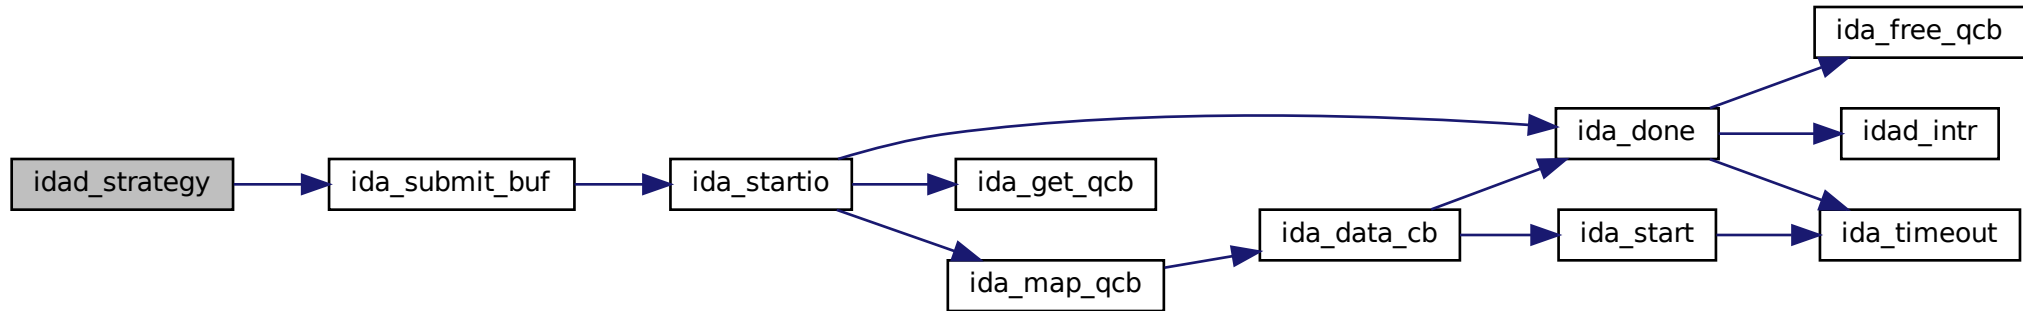 idad_strategy
ida_submit_buf
ida_startio
ida_get_qcb
ida_map_qcb
ida_data_cb
ida_done
ida_start
ida_free_qcb
idad_intr
ida_timeout